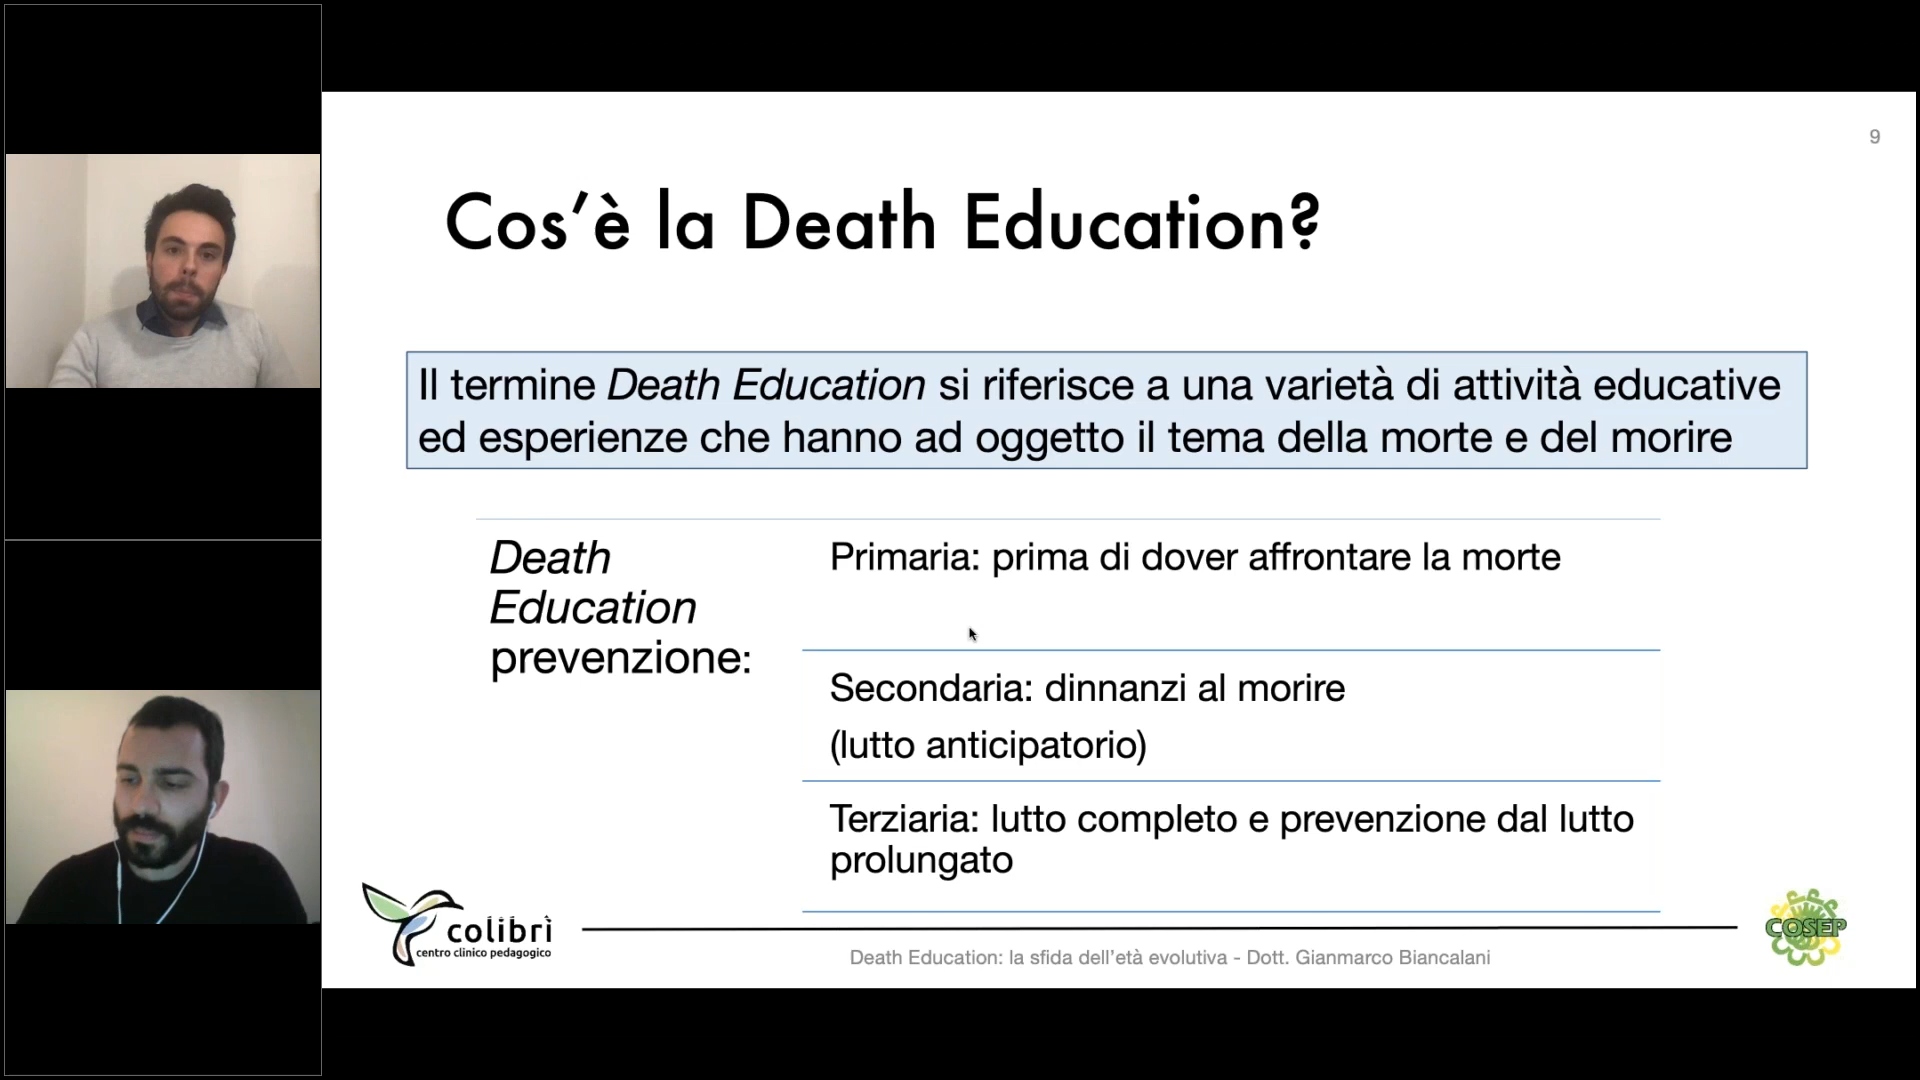 9
Cos’è la Death Education?
Il termine Death Education si riferisce a una varietà di attività educative
ed esperienze che hanno ad oggetto il tema della morte e del morire
Death
Education
prevenzione:
Primaria: prima di dover affrontare la morte
Secondaria: dinnanzi al morire
(lutto anticipatorio)
Terziaria: lutto completo e prevenzione dal lutto
prolungato
colibrì
centro clinico pedagogico
Death Education: la sfida dell’età evolutiva - Dott. Gianmarco Biancalani
COSEP